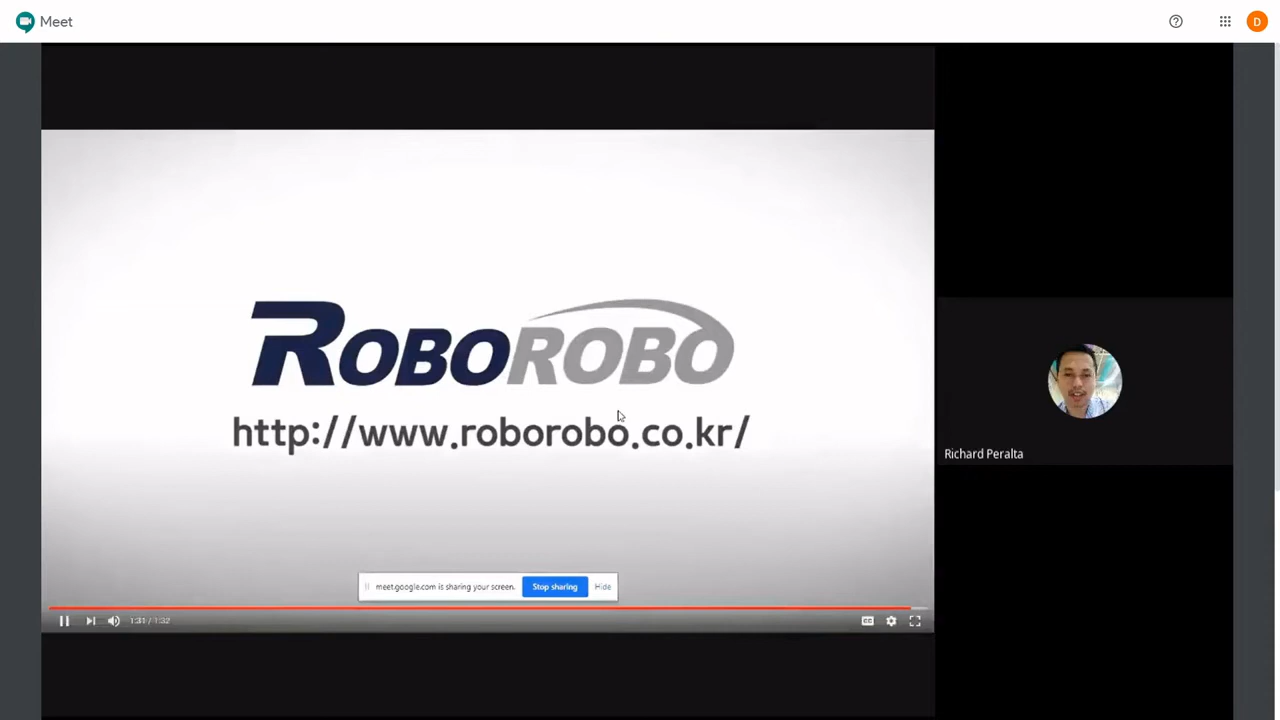 Meet
D
ROBOROBO
http://www.roborobo.co.kr/
Richard Peralta
meet.google.com is sharing your screen.
Stop sharing
Hide
1:31 / 1:32
CC